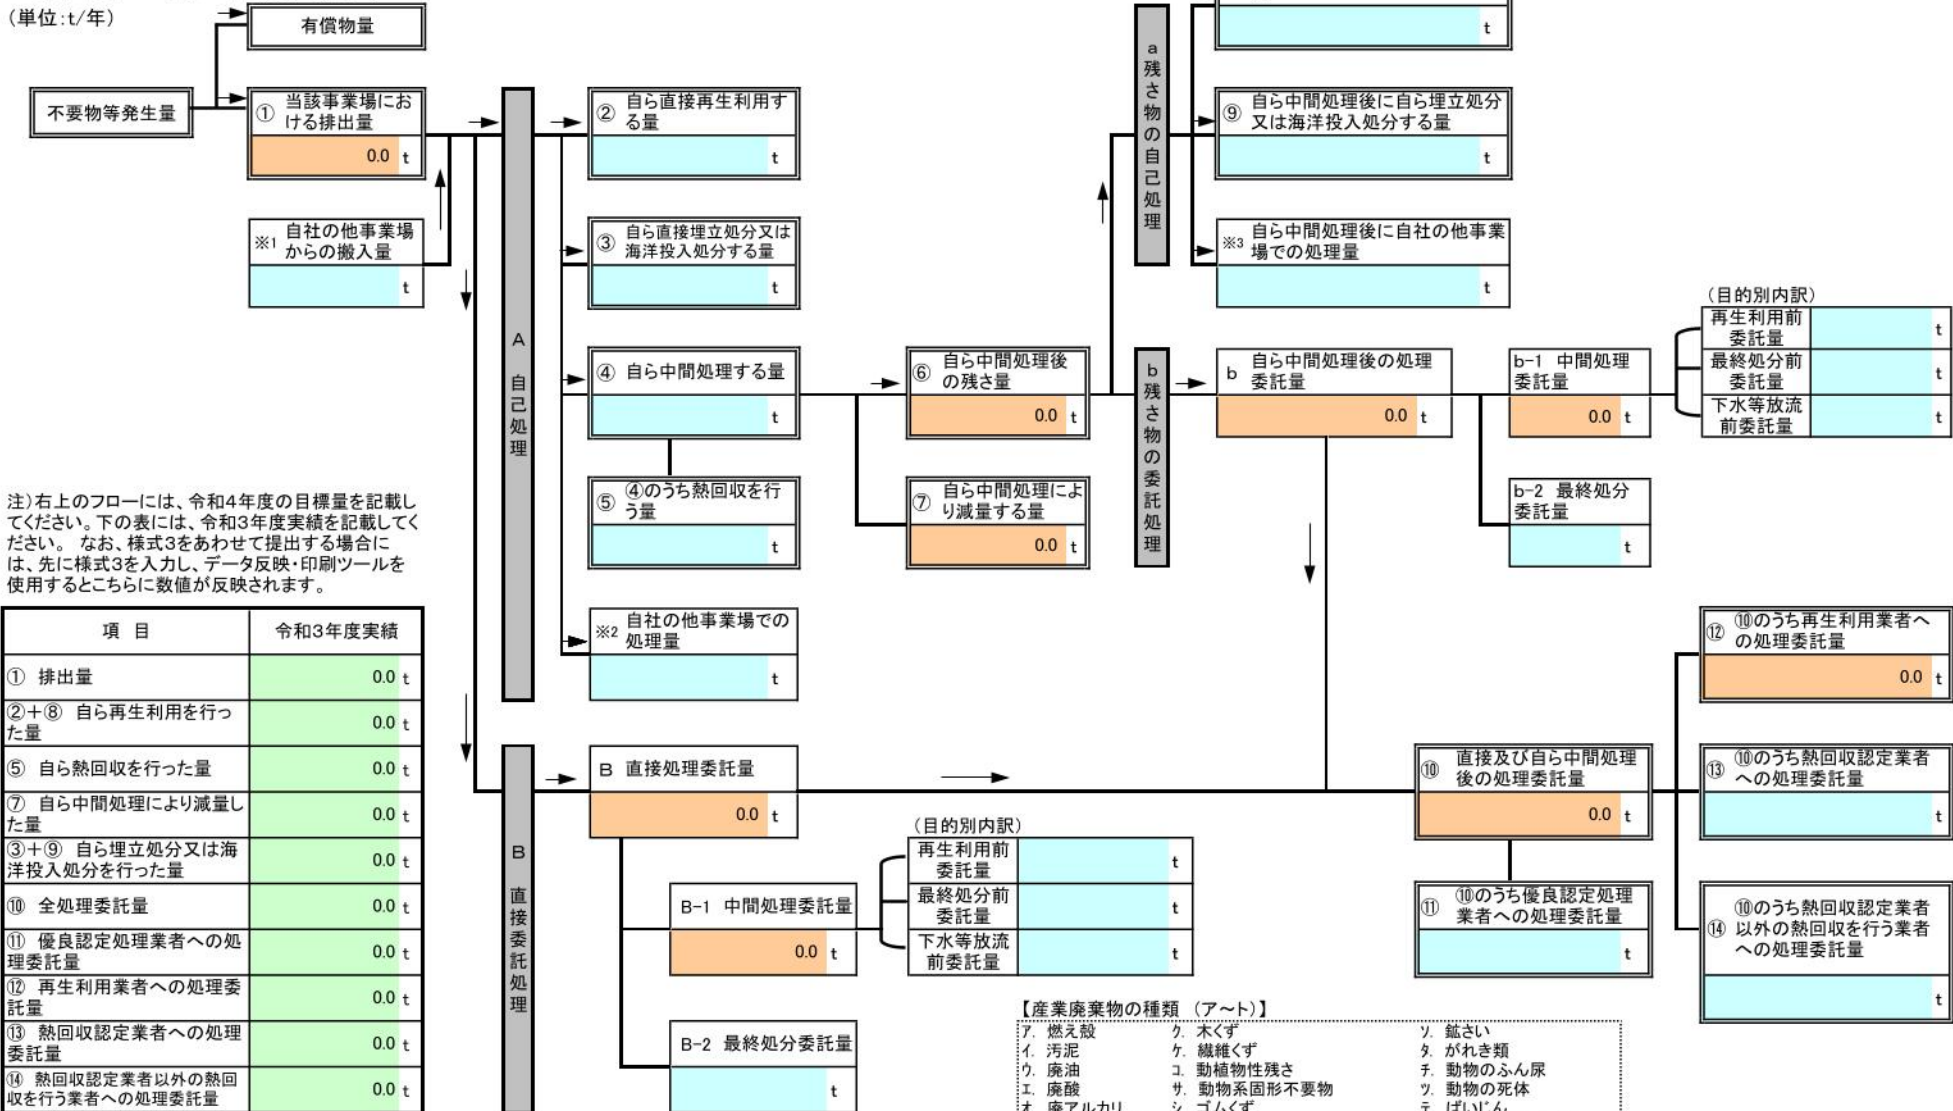 (単位:t/年)
有償物量
不要物等発生量
① 当該事業場にお
ける排出量
0.0 t
※1 自社の他事業場
からの搬入量
t
A 自己処理
② 自ら直接再生利用す
る量
t
③ 自ら直接埋立処分又は
海洋投入処分する量
t
④ 自ら中間処理する量
t
⑤ ④のうち熱回収を行
う量
t
※2 自社の他事業場での
処理量
t
⑥ 自ら中間処理後
の残さ量
0.0 t
⑦ 自ら中間処理によ
り減量する量
0.0 t
a 残さ物の自己処理
t
⑨ 自ら中間処理後に自ら埋立処分
又は海洋投入処分する量
t
※3 自ら中間処理後に自社の他事業
場での処理量
t
b 残さ物の委託処理
b 自ら中間処理後の処理
委託量
0.0 t
b-1 中間処理
委託量
0.0 t
(目的別内訳)
再生利用前
委託量
t
最終処分前
委託量
t
下水等放流
前委託量
t
b-2 最終処分
委託量
t
注)右上のフローには、令和4年度の目標量を記載し
てください。下の表には、令和3年度実績を記載してく
ださい。 なお、様式3をあわせて提出する場合に
は、先に様式3を入力し、データ反映・印刷ツールを
使用するとこちらに数値が反映されます。
項 目 令和3年度実績
① 排出量 0.0 t
②+⑧ 自ら再生利用を行っ
た量 0.0 t
⑤ 自ら熱回収を行った量 0.0 t
⑦ 自ら中間処理により減量し
た量 0.0 t
③+⑨ 自ら埋立処分又は海
洋投入処分を行った量 0.0 t
⑩ 全処理委託量 0.0 t
⑪ 優良認定処理業者への処
理委託量 0.0 t
⑫ 再生利用業者への処理委
託量 0.0 t
⑬ 熱回収認定業者への処理
委託量 0.0 t
⑭ 熱回収認定業者以外の熱回
収を行う業者への処理委託量 0.0 t
B 直接委託処理
B 直接処理委託量
0.0 t
B-1 中間処理委託量
0.0 t
(目的別内訳)
再生利用前
委託量
t
最終処分前
委託量
t
下水等放流
前委託量
t
B-2 最終処分委託量
t
⑩ 直接及び自ら中間処理
後の処理委託量
0.0 t
⑪ ⑩のうち優良認定処理
業者への処理委託量
t
⑫ ⑩のうち再生利用業者へ
の処理委託量
0.0 t
⑬ ⑩のうち熱回収認定業者
への処理委託量
t
⑭ ⑩のうち熱回収認定業者
以外の熱回収を行う業者
への処理委託量
t
【産業廃棄物の種類 (ア~ト)】
ア. 燃え殻 ク. 木くず ソ. 鉱さい
イ. 汚泥 ケ. 繊維くず タ. がれき類
ウ. 廃油 コ. 動植物性残さ チ. 動物のふん尿
エ. 廃酸 サ. 動物系固形不要物 ツ. 動物の死体
オ. 廃アルカリ シ. ゴムくず テ. ばいじん